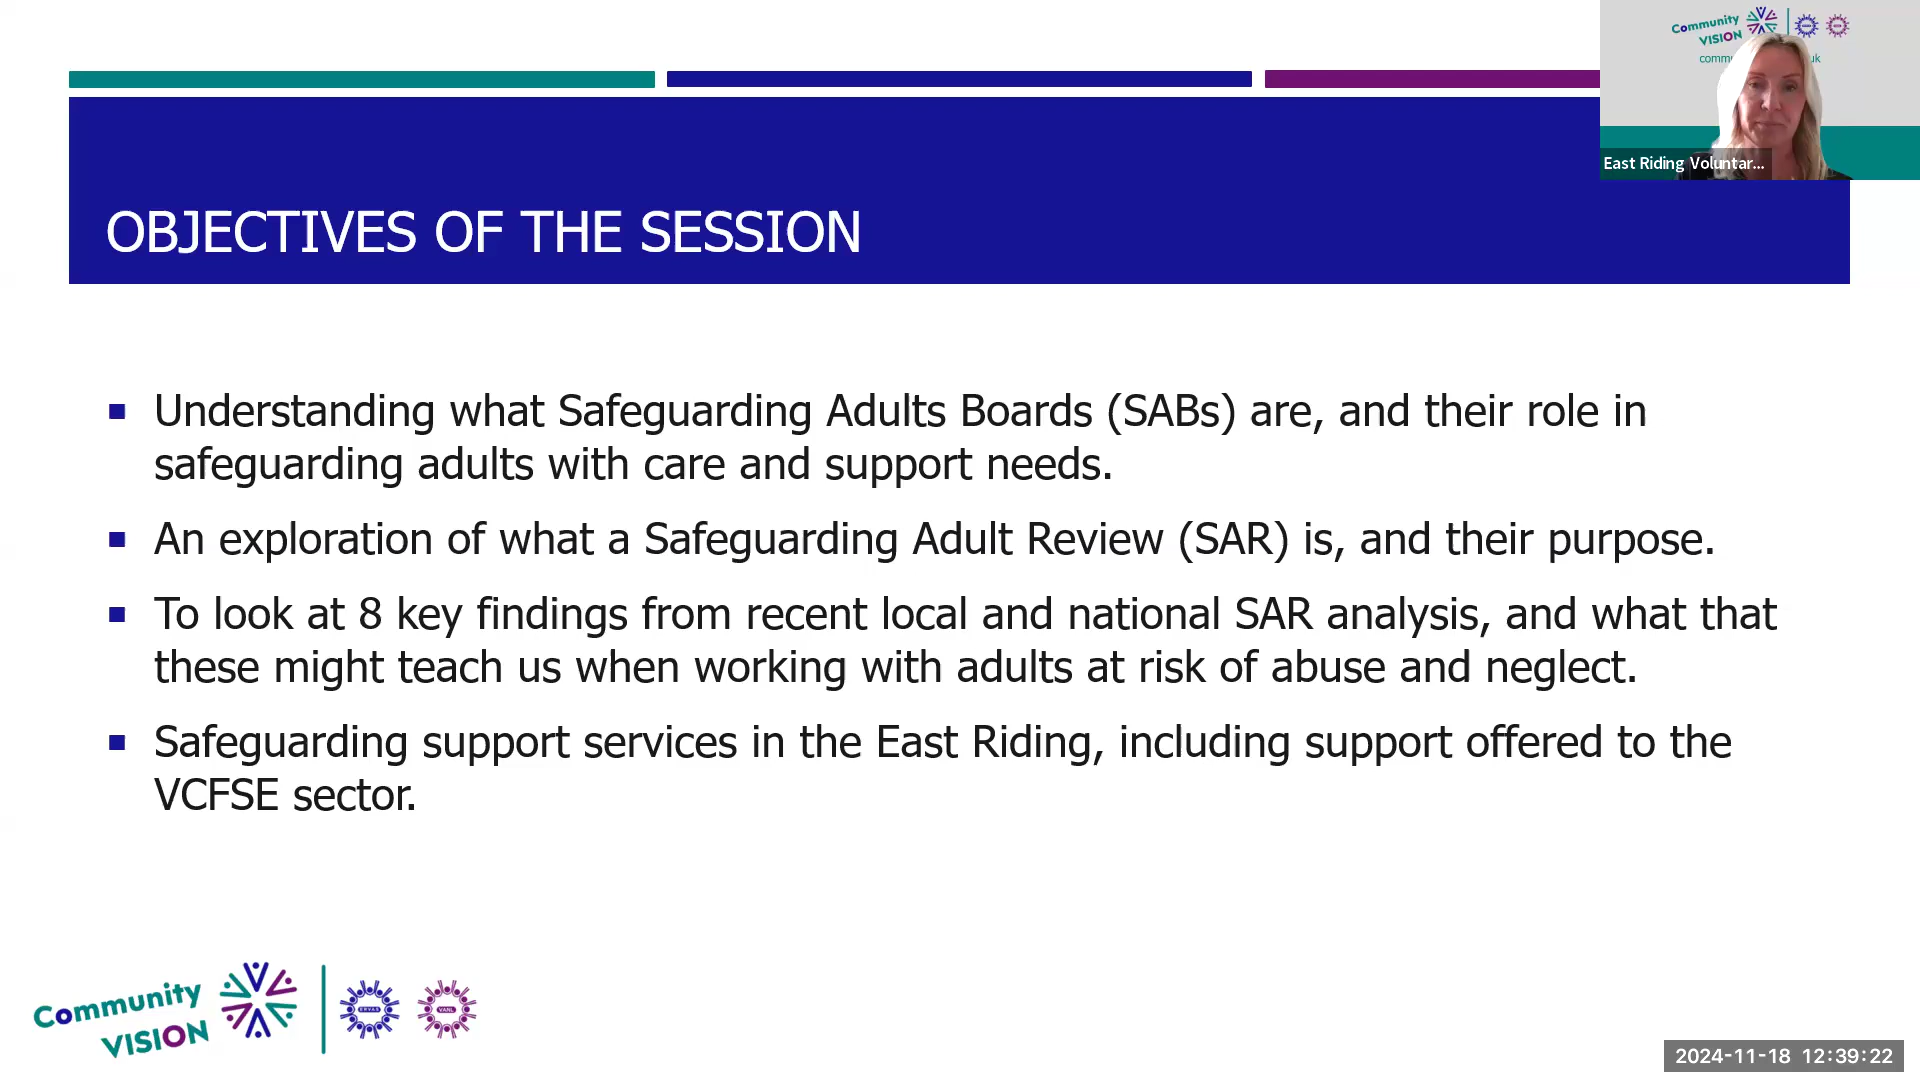 Community
VISION
East Riding Voluntar...
OBJECTIVES OF THE SESSION
Understanding what Safeguarding Adults Boards (SABs) are, and their role in
safeguarding adults with care and support needs.
An exploration of what a Safeguarding Adult Review (SAR) is, and their purpose.
To look at 8 key findings from recent local and national SAR analysis, and what that
these might teach us when working with adults at risk of abuse and neglect.
Safeguarding support services in the East Riding, including support offered to the
VCFSE sector.
Community
VISION
ERVAS
VANL
2024-11-18 12:39:22